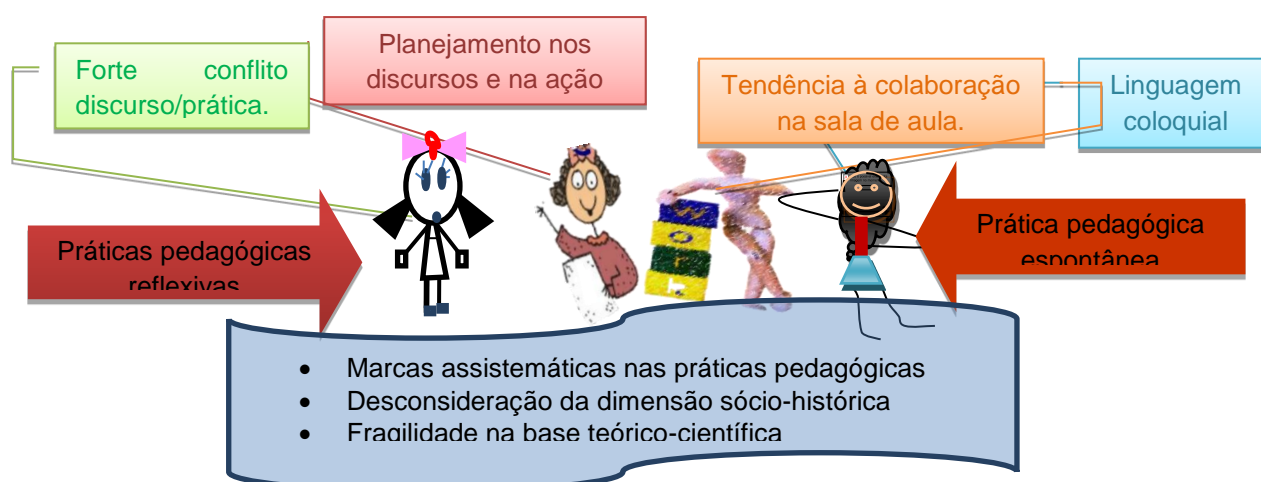 Planejamento nos
discursos e na ação
Forte conflito
discurso/prática.
Tendência à colaboração
na sala de aula.
Linguagem
coloquial
Práticas pedagógicas
reflexivas
Prática pedagógica
espontânea
W
o
r
k
• Marcas assistemáticas nas práticas pedagógicas
• Desconsideração da dimensão sócio-histórica
• Fragilidade na base teórico-científica